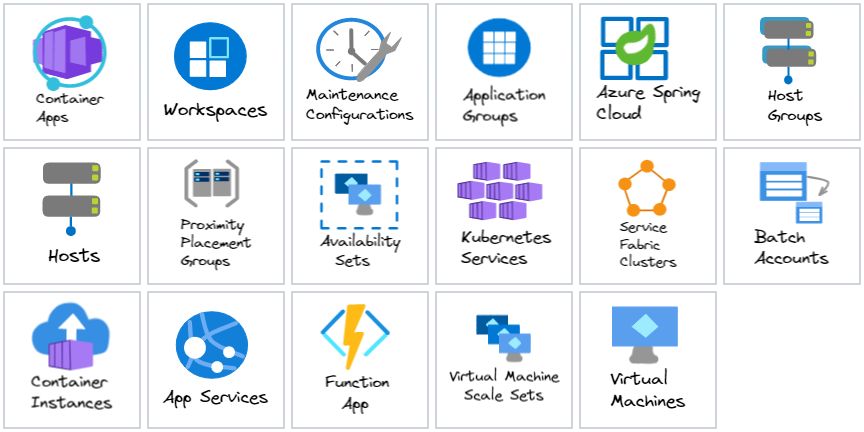 Container
Apps
Workspaces
Maintenance
Configurations
Application
Groups
Azure Spring
Cloud
Host
Groups
Hosts
Proximity
Placement
Groups
Availability
Sets
Kubernetes
Services
Service
Fabric
Clusters
Batch
Accounts
Container
Instances
App Services
Function
App
Virtual Machine
Scale Sets
Virtual
Machines